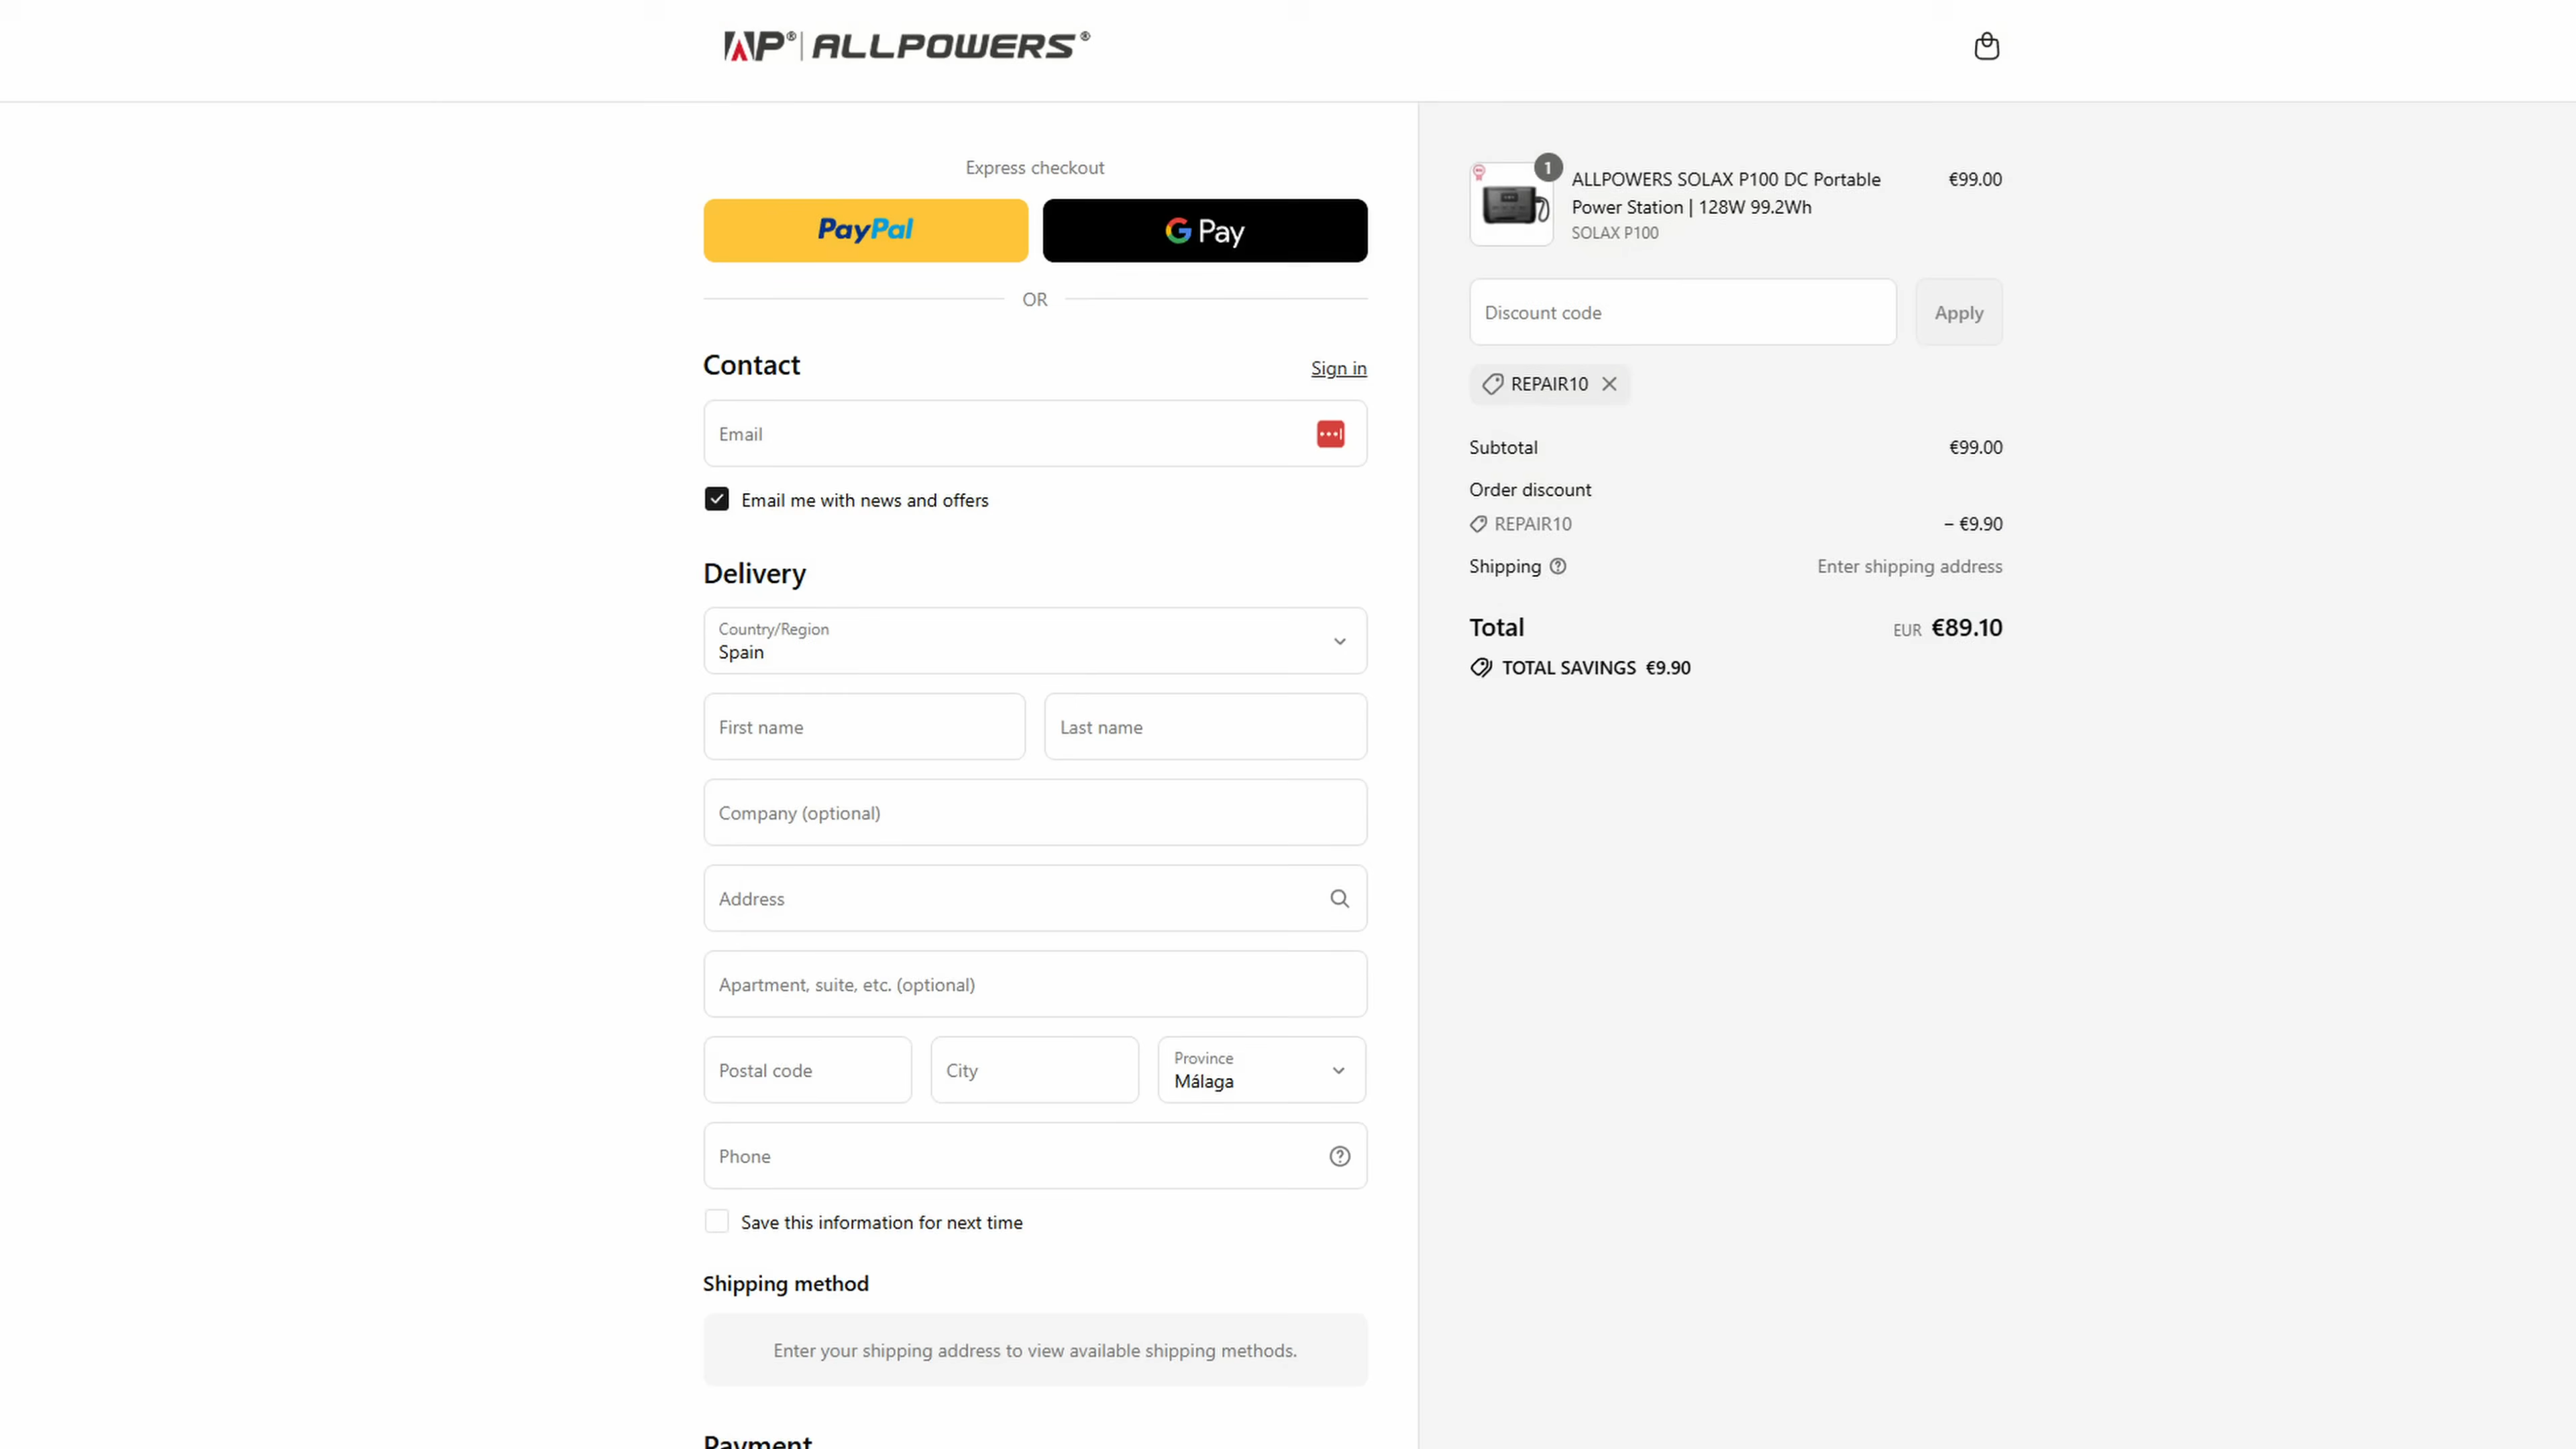 AP® | ALLPOWERS®
Express checkout
PayPal
G Pay
OR
Contact
Sign in
Email
Email me with news and offers
Delivery
Country/Region
Spain
First name
Last name
Company (optional)
Address
Apartment, suite, etc. (optional)
Postal code
City
Province
Málaga
Phone
Save this information for next time
Shipping method
Enter your shipping address to view available shipping methods.
Payment
1
ALLPOWERS SOLAX P100 DC Portable
Power Station | 128W 99.2Wh
SOLAX P100
€99.00
Discount code
Apply
REPAIR10
Subtotal €99.00
Order discount
REPAIR10 − €9.90
Shipping Enter shipping address
Total EUR €89.10
TOTAL SAVINGS €9.90